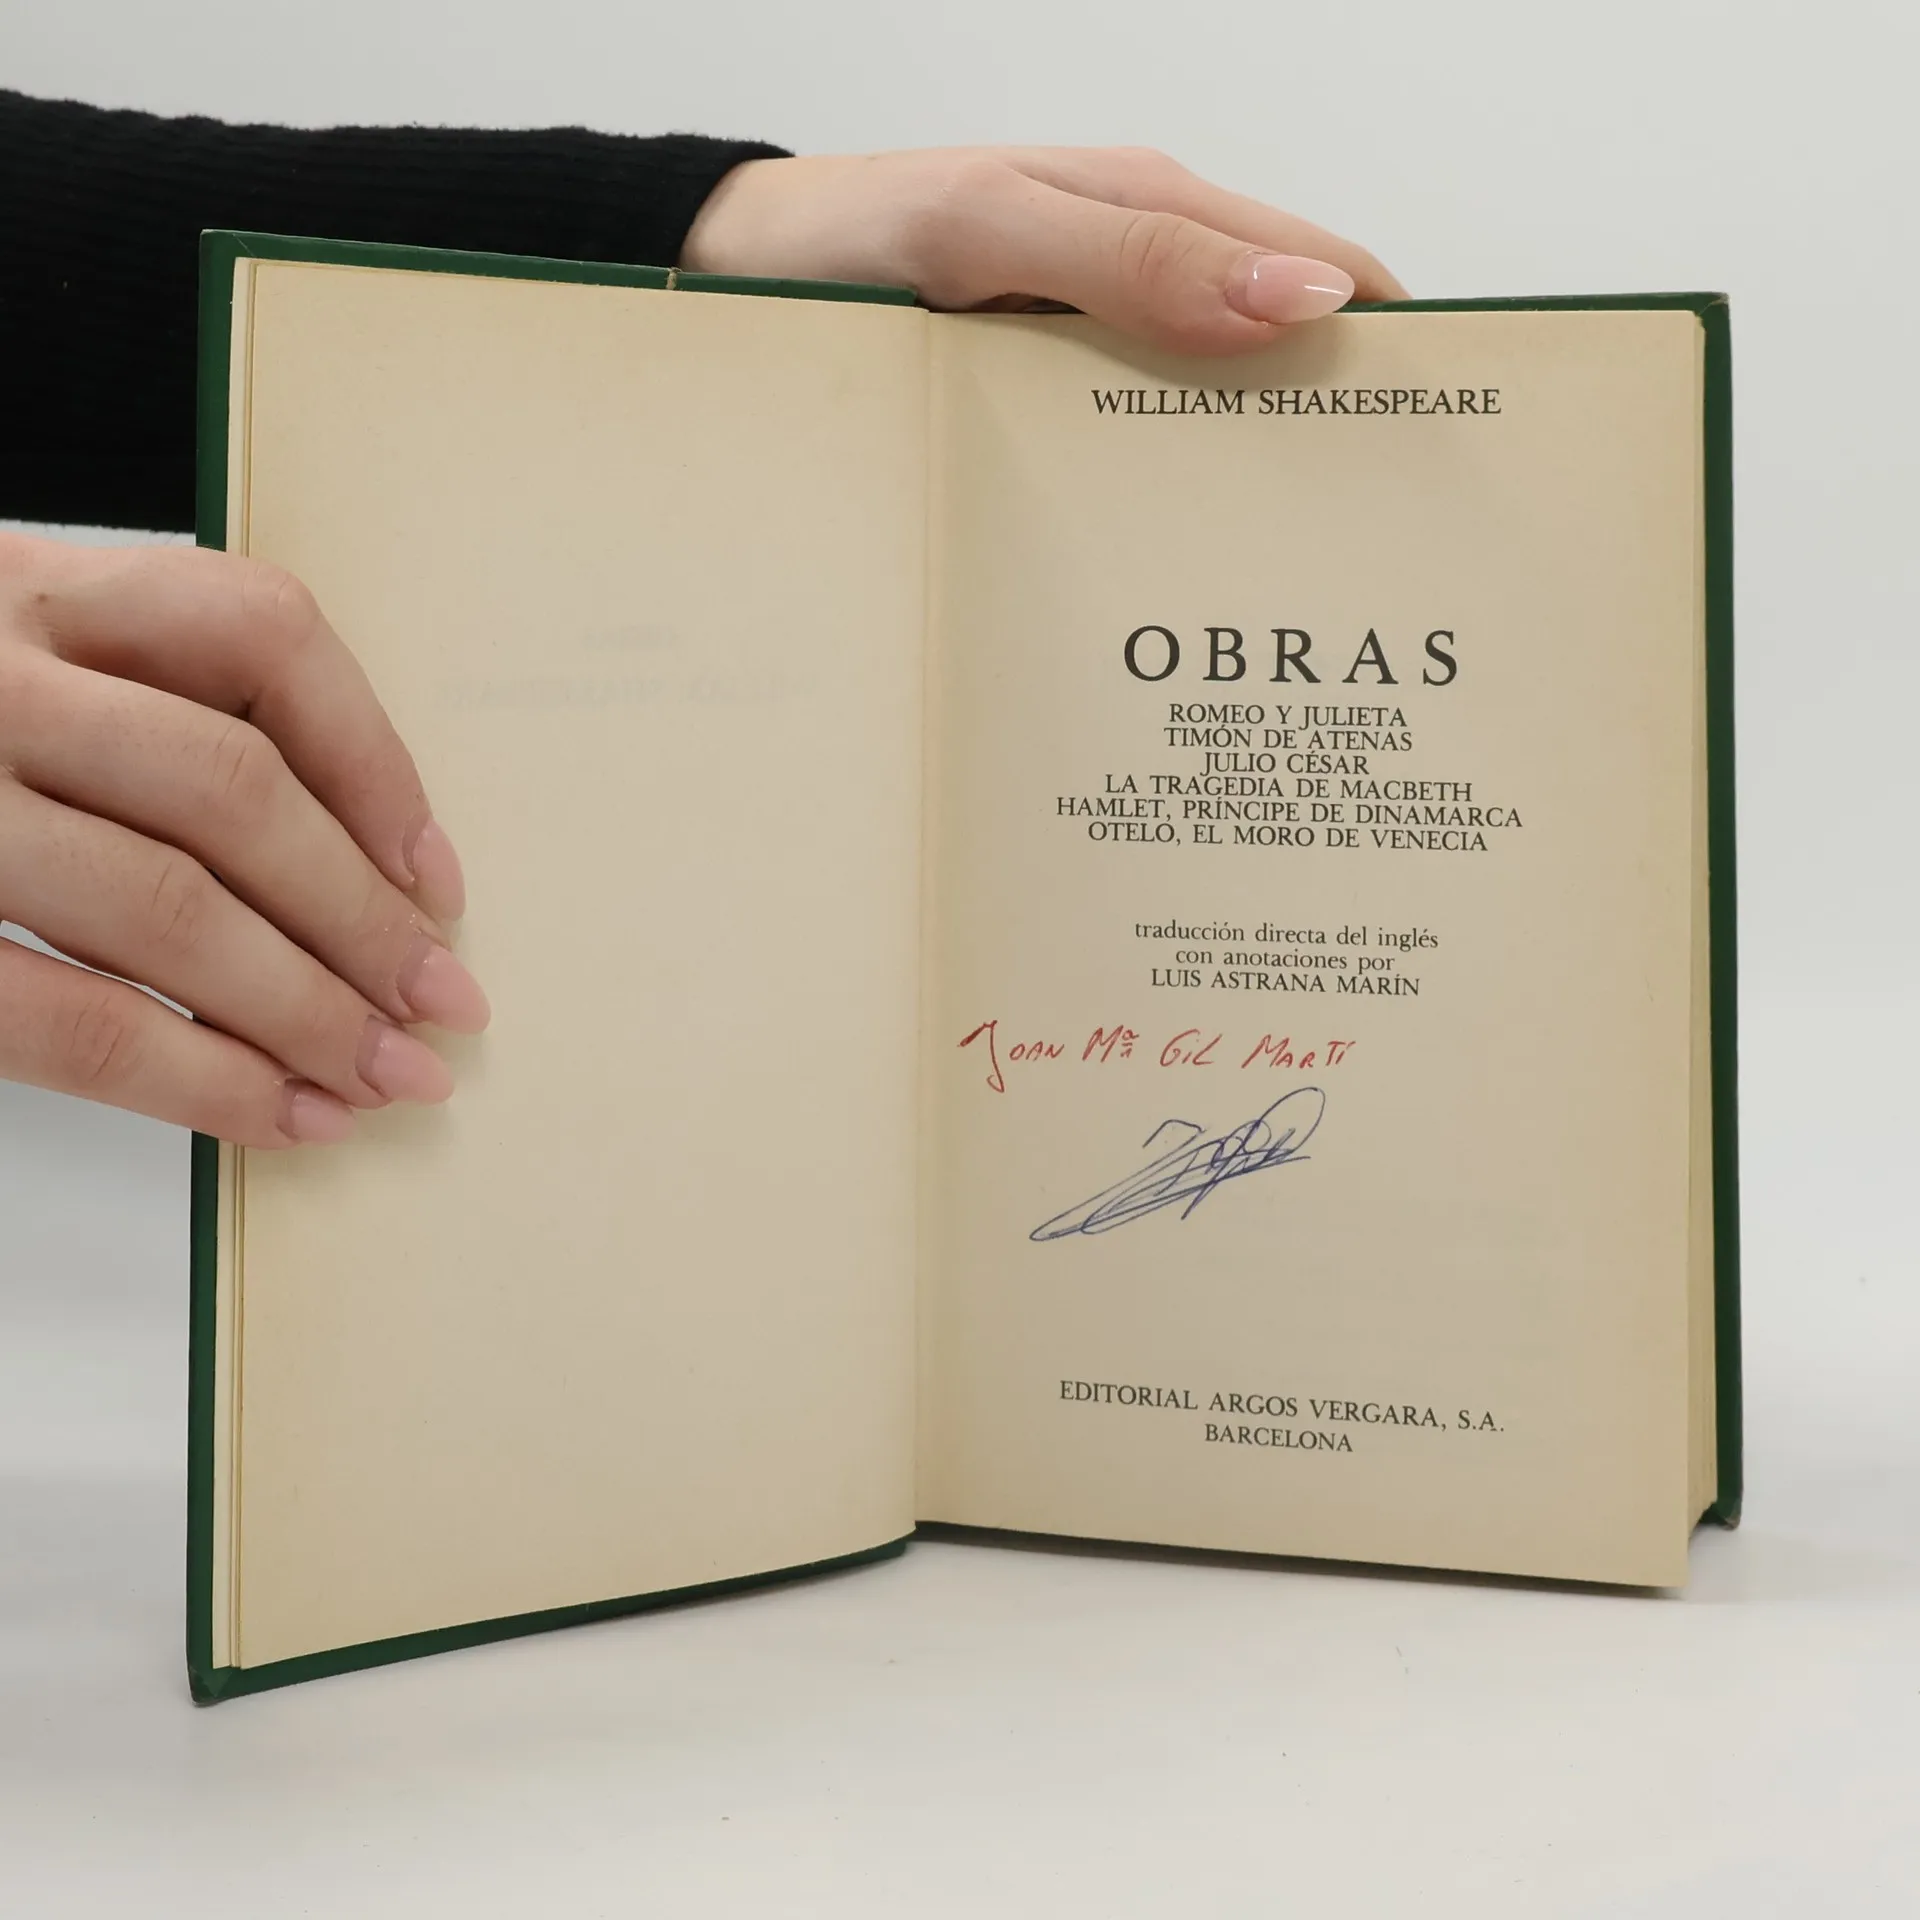 WILLIAM SHAKESPEARE
OBRAS
ROMEO Y JULIETA
TIMÓN DE ATENAS
JULIO CÉSAR
LA TRAGEDIA DE MACBETH
HAMLET, PRÍNCIPE DE DINAMARCA
OTELO, EL MORO DE VENECIA
traducción directa del inglés
con anotaciones por
LUIS ASTRANA MARÍN
JOAN Mª GIL MARTÍ
EDITORIAL ARGOS VERGARA, S.A.
BARCELONA